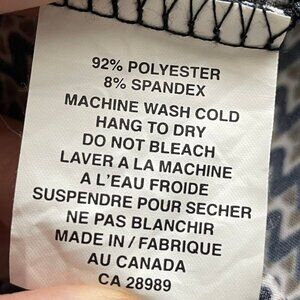 92% POLYESTER
8% SPANDEX
MACHINE WASH COLD
HANG TO DRY
DO NOT BLEACH
LAVER A LA MACHINE
A L'EAU FROIDE
SUSPENDRE POUR SECHER
NE PAS BLANCHIR
MADE IN / FABRIQUE
AU CANADA
CA 28989